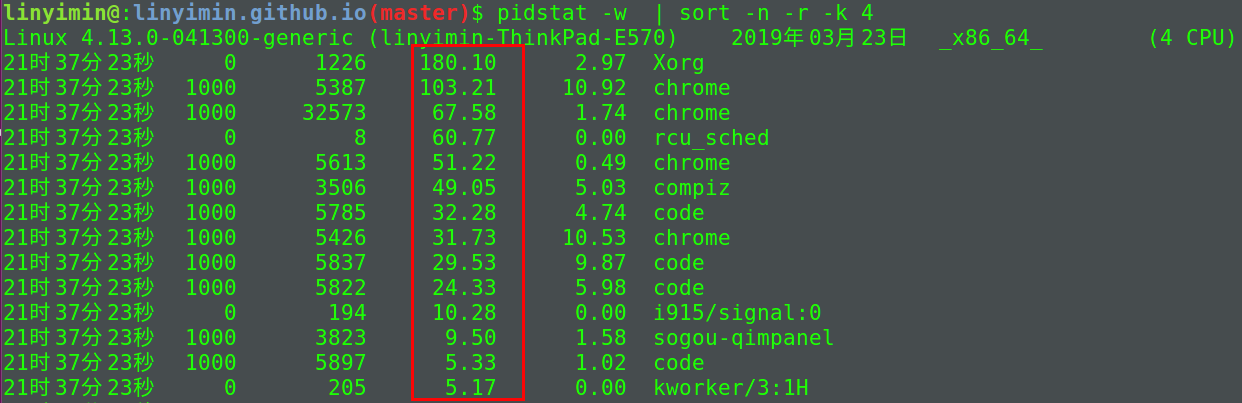 linyimin@:linyimin.github.io(master)$ pidstat -w  | sort -n -r -k 4
Linux 4.13.0-041300-generic (linyimin-ThinkPad-E570) 2019年03月23日 _x86_64_ (4 CPU)
21时37分23秒 0 1226 180.10 2.97 Xorg
21时37分23秒 1000 5387 103.21 10.92 chrome
21时37分23秒 1000 32573 67.58 1.74 chrome
21时37分23秒 0 8 60.77 0.00 rcu_sched
21时37分23秒 1000 5613 51.22 0.49 chrome
21时37分23秒 1000 3506 49.05 5.03 compiz
21时37分23秒 1000 5785 32.28 4.74 code
21时37分23秒 1000 5426 31.73 10.53 chrome
21时37分23秒 1000 5837 29.53 9.87 code
21时37分23秒 1000 5822 24.33 5.98 code
21时37分23秒 0 194 10.28 0.00 i915/signal:0
21时37分23秒 1000 3823 9.50 1.58 sogou-qimpanel
21时37分23秒 1000 5897 5.33 1.02 code
21时37分23秒 0 205 5.17 0.00 kworker/3:1H